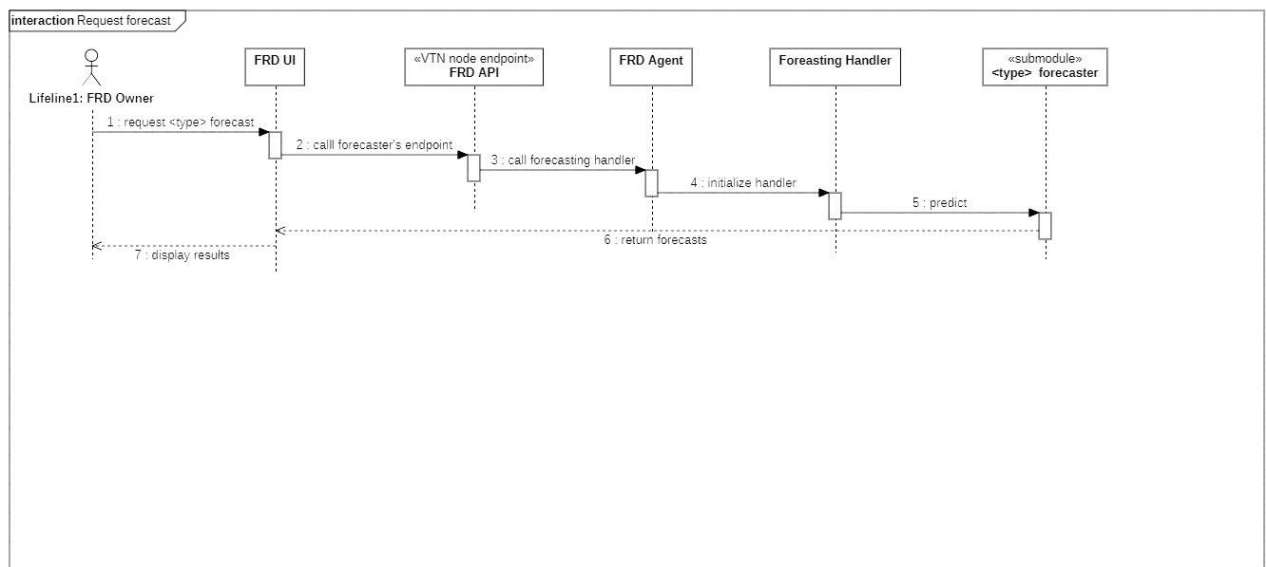 interaction Request forecast
Lifeline1: FRD Owner
FRD UI
«VTN node endpoint»
FRD API
FRD Agent
Foreasting Handler
«submodule»
<type> forecaster
1 : request <type> forecast
2 : calll forecaster's endpoint
3 : call forecasting handler
4 : initialize handler
5 : predict
6 : return forecasts
7 : display results